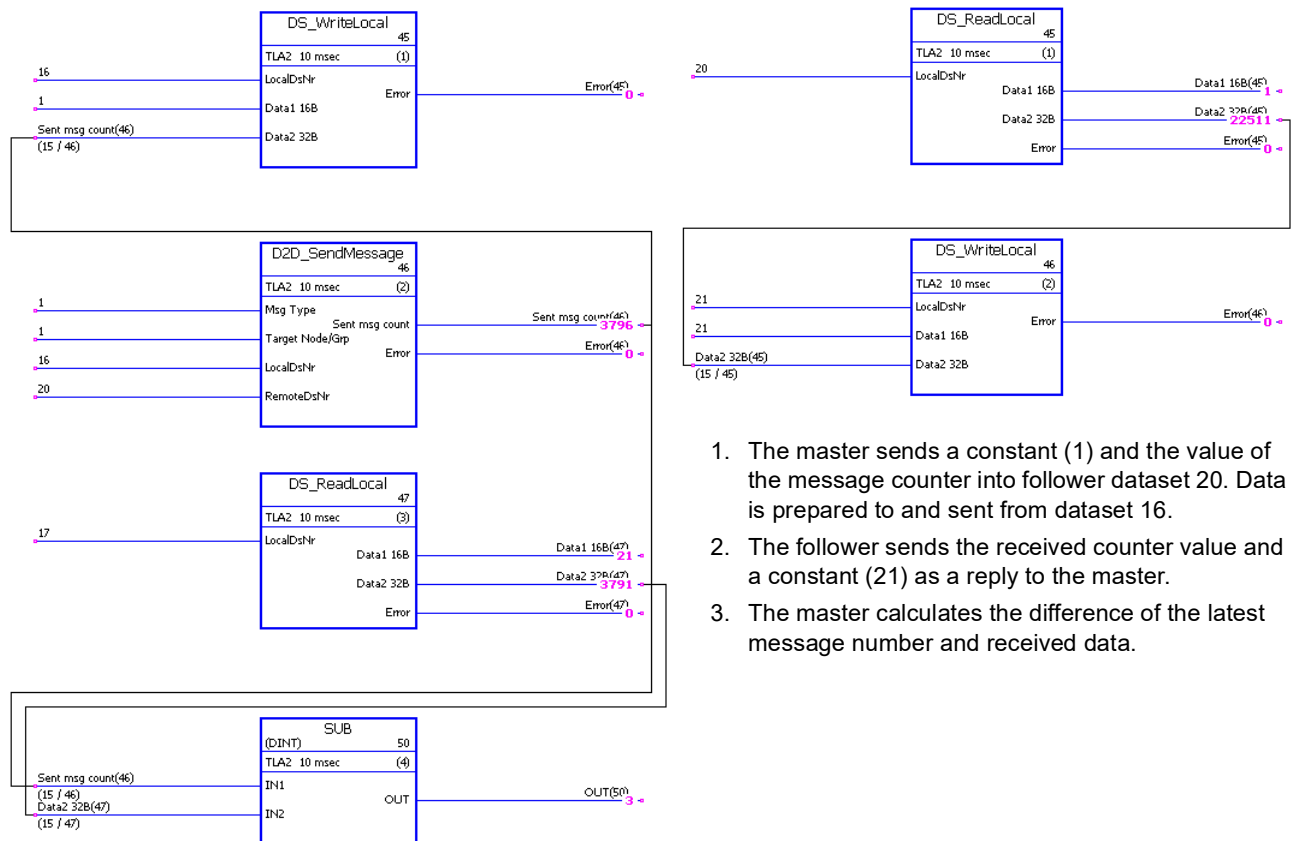 DS_WriteLocal
45
TLA2 10 msec (1)
16
LocalDsNr
Error
Error(45)
0
1
Data1 16B
Sent msg count(46)
Data2 32B
(15 / 46)
D2D_SendMessage
46
TLA2 10 msec (2)
1
Msg Type
Sent msg count
Sent msg count(46)
3796
1
Target Node/Grp
Error
Error(46)
0
16
LocalDsNr
20
RemoteDsNr
DS_ReadLocal
47
TLA2 10 msec (3)
17
LocalDsNr
Data1 16B
Data1 16B(47)
21
Data2 32B
Data2 32B(47)
3791
Error
Error(47)
0
SUB
(DINT) 50
TLA2 10 msec (4)
Sent msg count(46)
IN1
(15 / 46)
OUT
OUT(50)
3
Data2 32B(47)
IN2
(15 / 47)
DS_ReadLocal
45
TLA2 10 msec (1)
20
LocalDsNr
Data1 16B
Data1 16B(45)
1
Data2 32B
Data2 32B(45)
22511
Error
Error(45)
0
DS_WriteLocal
46
TLA2 10 msec (2)
21
LocalDsNr
Error
Error(46)
0
21
Data1 16B
Data2 32B(45)
Data2 32B
(15 / 45)
1. The master sends a constant (1) and the value of
the message counter into follower dataset 20. Data
is prepared to and sent from dataset 16.
2. The follower sends the received counter value and
a constant (21) as a reply to the master.
3. The master calculates the difference of the latest
message number and received data.